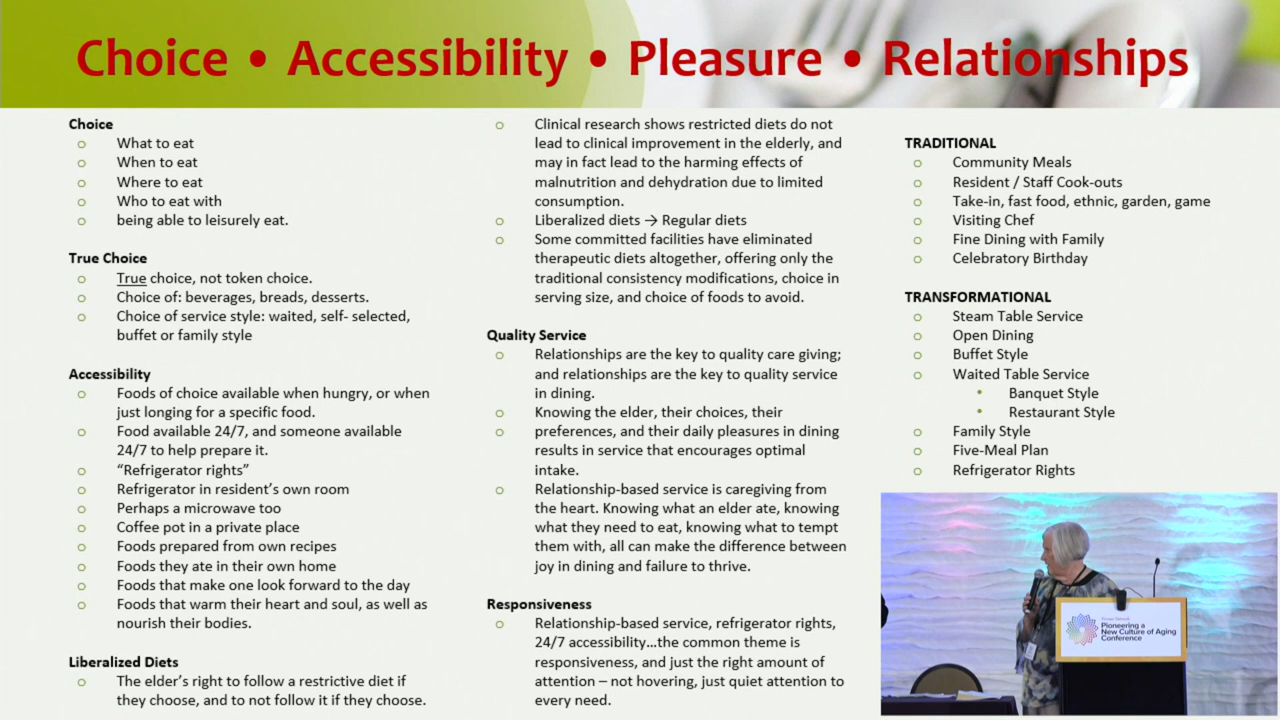 Choice • Accessibility • Pleasure • Relationships
Choice
What to eat
When to eat
Where to eat
Who to eat with
being able to leisurely eat.
True Choice
True choice, not token choice.
Choice of: beverages, breads, desserts.
Choice of service style: waited, self- selected,
buffet or family style
Accessibility
Foods of choice available when hungry, or when
just longing for a specific food.
Food available 24/7, and someone available
24/7 to help prepare it.
“Refrigerator rights”
Refrigerator in resident’s own room
Perhaps a microwave too
Coffee pot in a private place
Foods prepared from own recipes
Foods they ate in their own home
Foods that make one look forward to the day
Foods that warm their heart and soul, as well as
nourish their bodies.
Liberalized Diets
The elder’s right to follow a restrictive diet if
they choose, and to not follow it if they choose.
Clinical research shows restricted diets do not
lead to clinical improvement in the elderly, and
may in fact lead to the harming effects of
malnutrition and dehydration due to limited
consumption.
Liberalized diets → Regular diets
Some committed facilities have eliminated
therapeutic diets altogether, offering only the
traditional consistency modifications, choice in
serving size, and choice of foods to avoid.
Quality Service
Relationships are the key to quality care giving;
and relationships are the key to quality service
in dining.
Knowing the elder, their choices, their
preferences, and their daily pleasures in dining
results in service that encourages optimal
intake.
Relationship-based service is caregiving from
the heart. Knowing what an elder ate, knowing
what they need to eat, knowing what to tempt
them with, all can make the difference between
joy in dining and failure to thrive.
Responsiveness
Relationship-based service, refrigerator rights,
24/7 accessibility…the common theme is
responsiveness, and just the right amount of
attention – not hovering, just quiet attention to
every need.
TRADITIONAL
Community Meals
Resident / Staff Cook-outs
Take-in, fast food, ethnic, garden, game
Visiting Chef
Fine Dining with Family
Celebratory Birthday
TRANSFORMATIONAL
Steam Table Service
Open Dining
Buffet Style
Waited Table Service
Banquet Style
Restaurant Style
Family Style
Five-Meal Plan
Refrigerator Rights
Pioneering a
New Culture of Aging
Conference